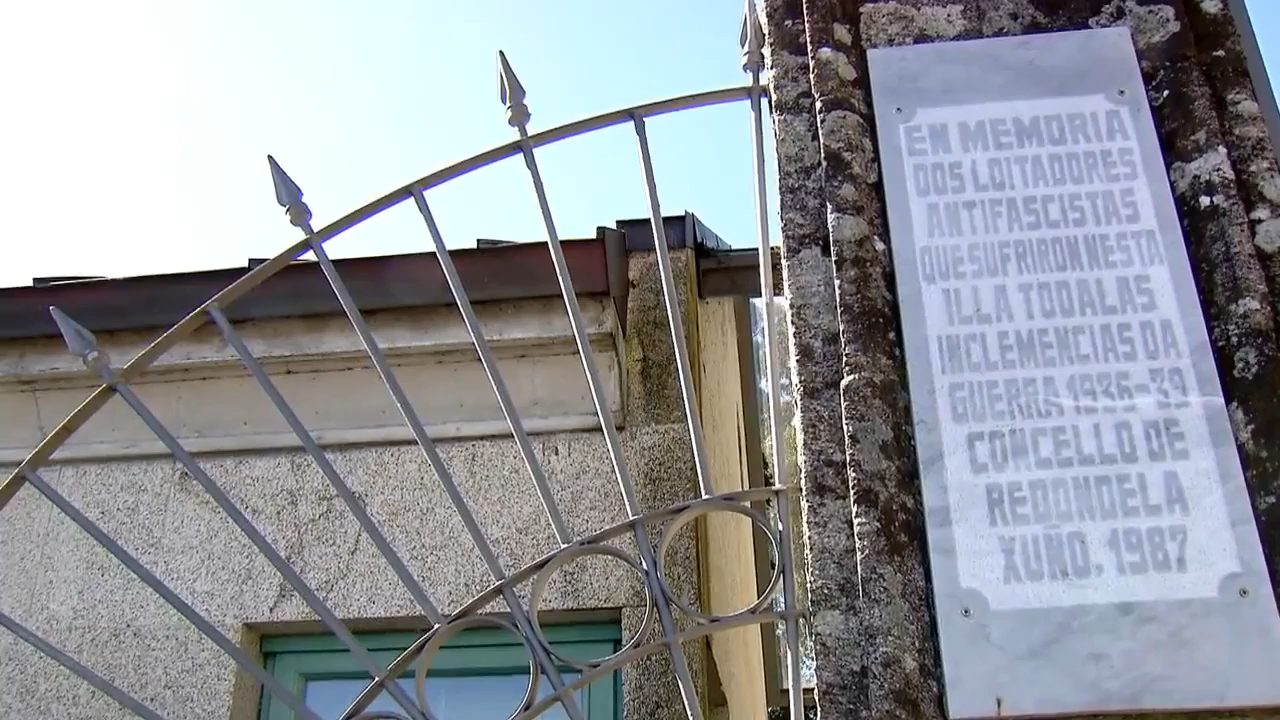 EN MEMORIA
DOS LOITADORES
ANTIFASCISTAS
QUE SUFRIRON NESTA
ILLA TODALAS
INCLEMENCIAS DA
GUERRA 1936-39
CONCELLO DE
REDONDELA
XUÑO, 1987